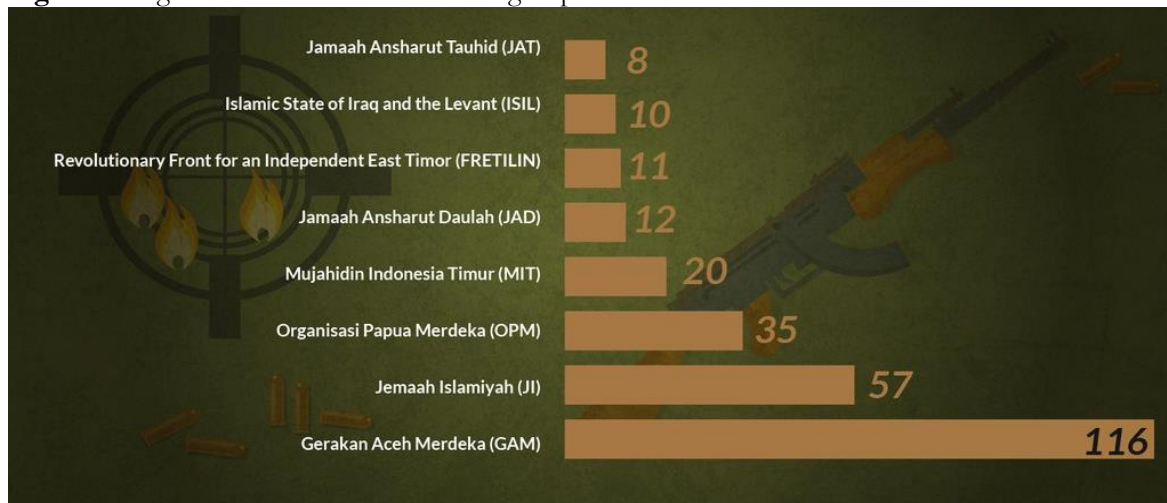 Jamaah Ansharut Tauhid (JAT) 8
Islamic State of Iraq and the Levant (ISIL) 10
Revolutionary Front for an Independent East Timor (FRETILIN) 11
Jamaah Ansharut Daulah (JAD) 12
Mujahidin Indonesia Timur (MIT) 20
Organisasi Papua Merdeka (OPM) 35
Jemaah Islamiyah (JI) 57
Gerakan Aceh Merdeka (GAM) 116